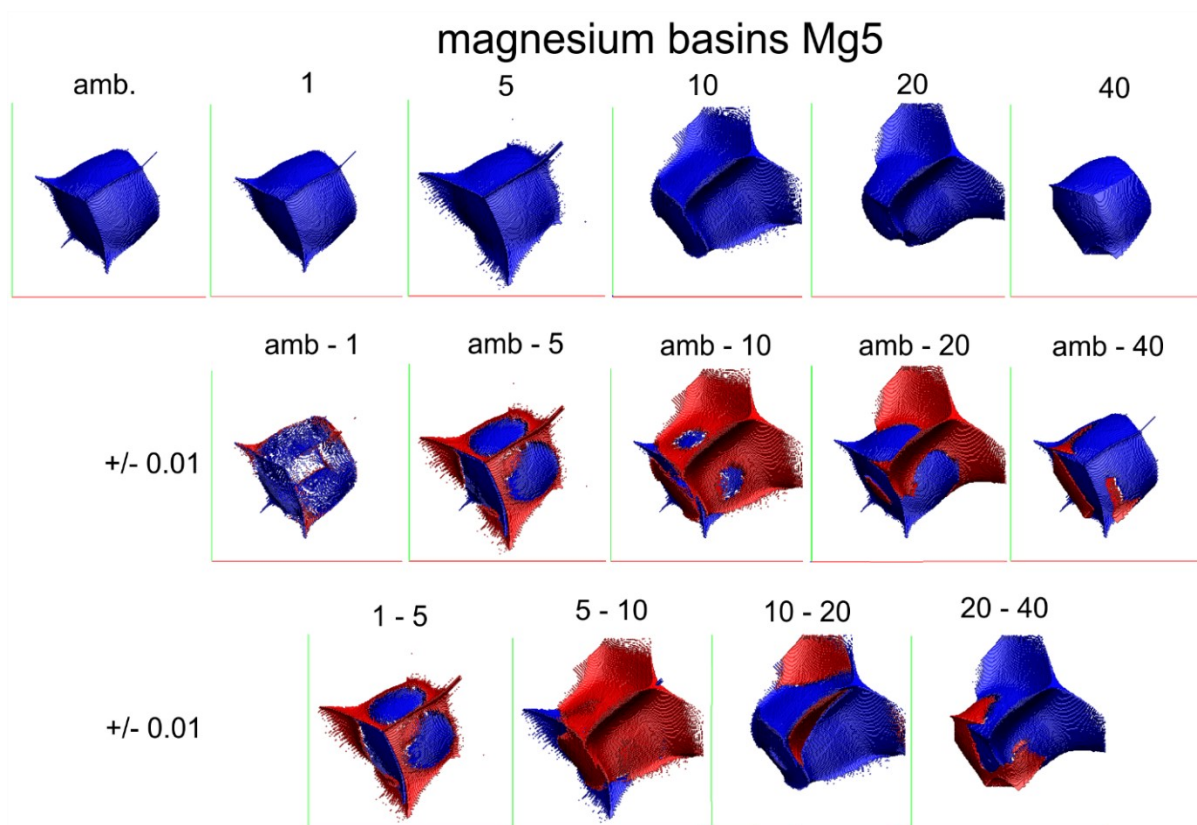 magnesium basins Mg5
amb. 1 5 10 20 40
amb - 1 amb - 5 amb - 10 amb - 20 amb - 40
+/- 0.01
1 - 5 5 - 10 10 - 20 20 - 40
+/- 0.01